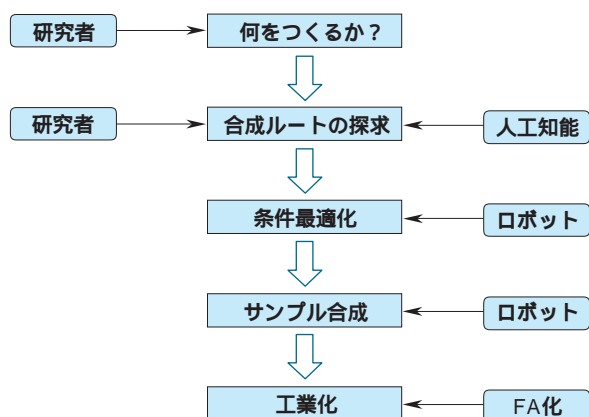 研究者
何をつくるか？
研究者
合成ルートの探求
人工知能
条件最適化
ロボット
サンプル合成
ロボット
工業化
FA化